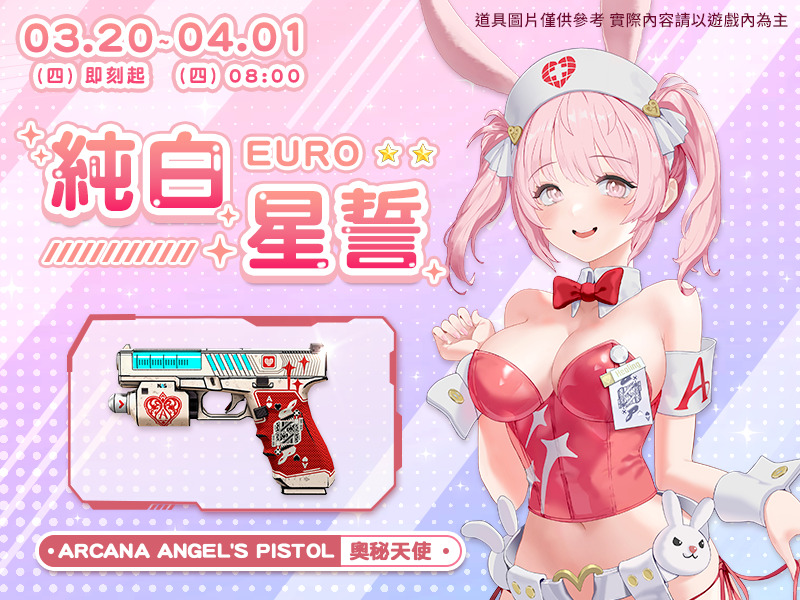 道具圖片僅供參考 實際內容請以遊戲內為主
03.20~04.01
(四) 即刻起 (四) 08:00
純白 EURO
星誓
A
ARCANA ANGEL'S PISTOL 奧秘天使